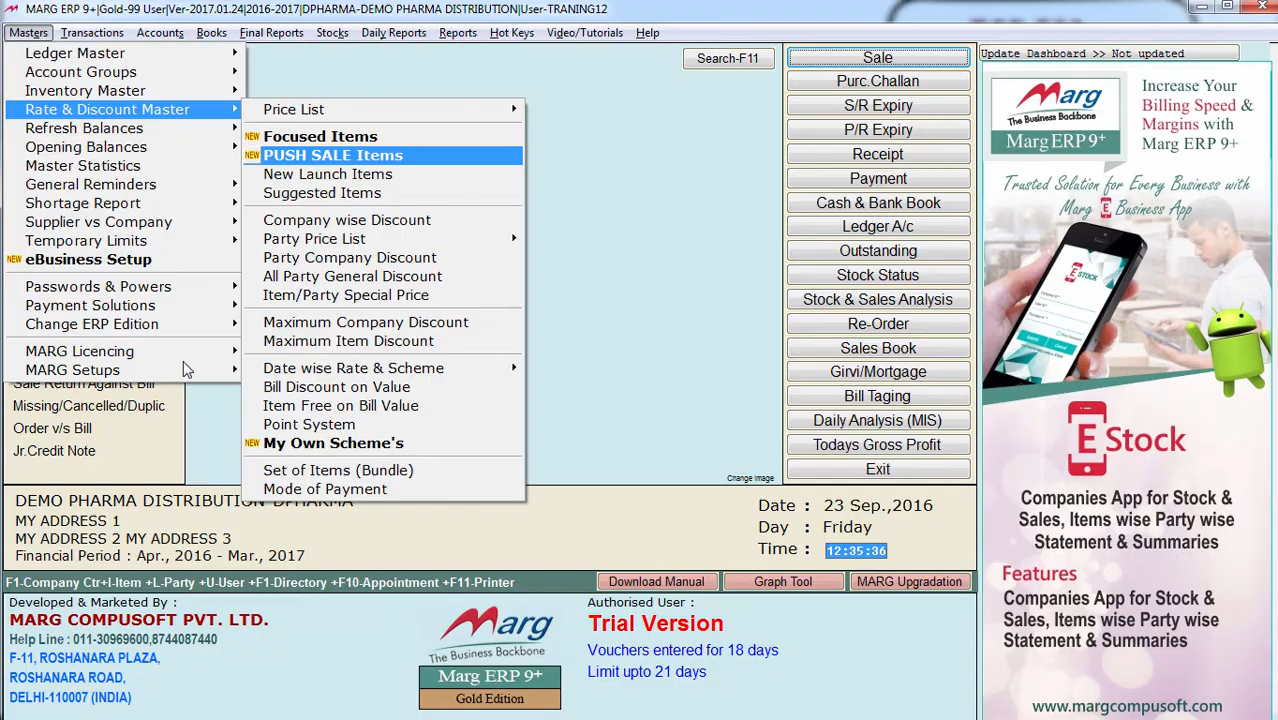 MARG ERP 9+|Gold-99 User|Ver-2017.01.24|2016-2017|DPHARMA-DEMO PHARMA DISTRIBUTION|User-TRANING12
Masters Transactions Accounts Books Final Reports Stocks Daily Reports Reports Hot Keys Video/Tutorials Help
Ledger Master
Account Groups
Inventory Master
Rate & Discount Master
Refresh Balances
Opening Balances
Master Statistics
General Reminders
Shortage Report
Supplier vs Company
Temporary Limits
NEW eBusiness Setup
Passwords & Powers
Payment Solutions
Change ERP Edition
MARG Licencing
MARG Setups
Sale Return Against Bill
Missing/Cancelled/Duplic
Order v/s Bill
Jr.Credit Note
Price List
NEW Focused Items
NEW PUSH SALE Items
New Launch Items
Suggested Items
Company wise Discount
Party Price List
Party Company Discount
All Party General Discount
Item/Party Special Price
Maximum Company Discount
Maximum Item Discount
Date wise Rate & Scheme
Bill Discount on Value
Item Free on Bill Value
Point System
NEW My Own Scheme's
Set of Items (Bundle)
Mode of Payment
Search-F11
Change Image
Sale
Purc.Challan
S/R Expiry
P/R Expiry
Receipt
Payment
Cash & Bank Book
Ledger A/c
Outstanding
Stock Status
Stock & Sales Analysis
Re-Order
Sales Book
Girvi/Mortgage
Bill Tagging
Daily Analysis (MIS)
Todays Gross Profit
Exit
Update Dashboard >> Not updated
Marg
The Business Backbone
Marg ERP 9+
Increase Your
Billing Speed &
Margins with
Marg ERP 9+
Trusted Solution for Every Business with
Marg E Business App
E STOCK
E Stock
Companies App for Stock &
Sales, Items wise Party wise
Statement & Summaries
Features
Companies App for Stock &
Sales, Items wise Party wise
Statement & Summaries
www.margcompusoft.com
DEMO PHARMA DISTRIBUTION-DPHARMA
MY ADDRESS 1
MY ADDRESS 2 MY ADDRESS 3
Financial Period : Apr., 2016 - Mar., 2017
Date : 23 Sep.,2016
Day : Friday
Time : 12:35:36
F1-Company Ctr+I-Item +L-Party +U-User +F1-Directory +F10-Appointment +F11-Printer
Download Manual Graph Tool MARG Upgradation
Developed & Marketed By :
MARG COMPUSOFT PVT. LTD.
Help Line : 011-30969600,8744087440
F-11, ROSHANARA PLAZA,
ROSHANARA ROAD,
DELHI-110007 (INDIA)
Marg
The Business Backbone
Marg ERP 9+
Gold Edition
Authorised User :
Trial Version
Vouchers entered for 18 days
Limit upto 21 days